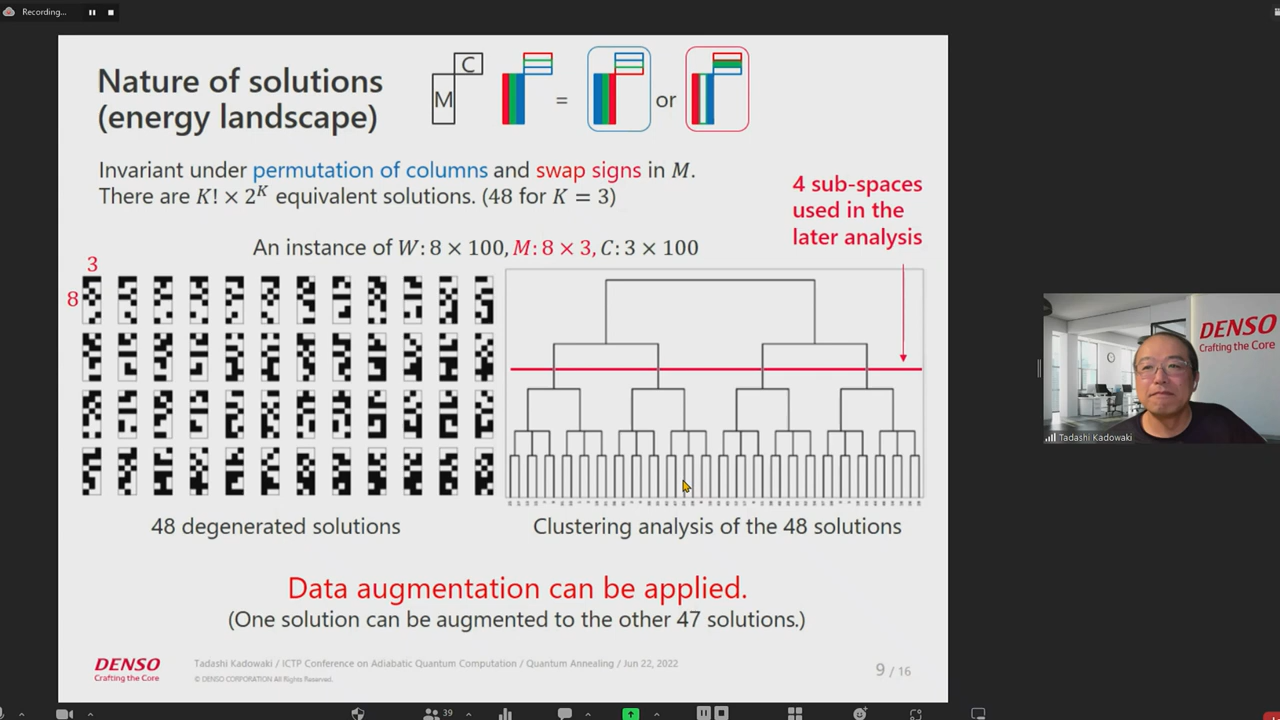 Recording...
Nature of solutions
(energy landscape)
C
M
=
or
Invariant under permutation of columns and swap signs in M.
There are K! × 2^K equivalent solutions. (48 for K = 3)
4 sub-spaces
used in the
later analysis
An instance of W: 8 × 100, M: 8 × 3, C: 3 × 100
3
8
48 degenerated solutions
Clustering analysis of the 48 solutions
Data augmentation can be applied.
(One solution can be augmented to the other 47 solutions.)
DENSO
Crafting the Core
Tadashi Kadowaki / ICTP Conference on Adiabatic Quantum Computation / Quantum Annealing / Jun 22, 2022
© DENSO CORPORATION All Rights Reserved.
9 / 16
DENSO
Crafting the Core
Tadashi Kadowaki
39